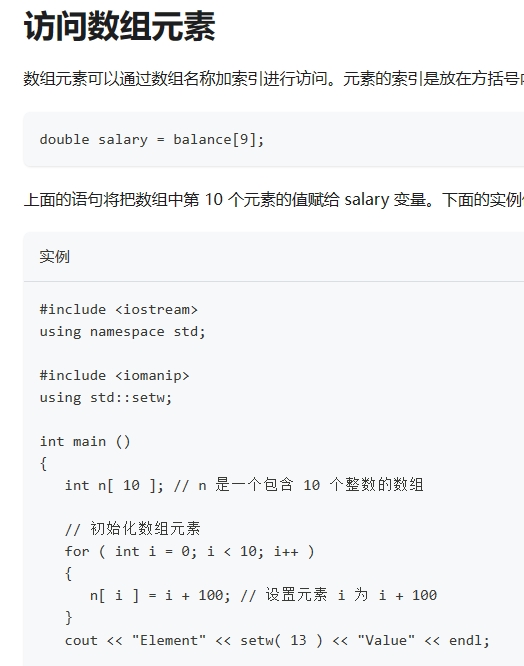 访问数组元素
数组元素可以通过数组名称加索引进行访问。元素的索引是放在方括号
double salary = balance[9];
上面的语句将把数组中第 10 个元素的值赋给 salary 变量。下面的实例
实例
#include <iostream>
using namespace std;
#include <iomanip>
using std::setw;
int main ()
{
   int n[ 10 ]; // n 是一个包含 10 个整数的数组
   // 初始化数组元素
   for ( int i = 0; i < 10; i++ )
   {
      n[ i ] = i + 100; // 设置元素 i 为 i + 100
   }
   cout << "Element" << setw( 13 ) << "Value" << endl;